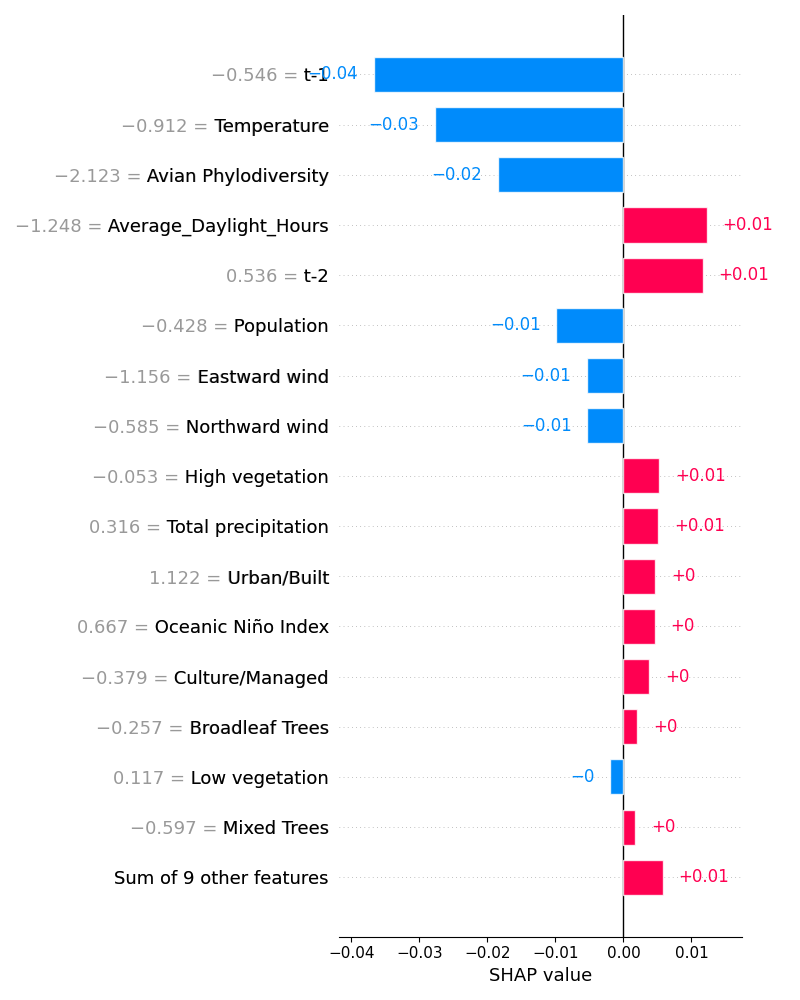 −0.546 = t-1 −0.04
−0.912 = Temperature −0.03
−2.123 = Avian Phylodiversity −0.02
−1.248 = Average_Daylight_Hours +0.01
0.536 = t-2 +0.01
−0.428 = Population −0.01
−1.156 = Eastward wind −0.01
−0.585 = Northward wind −0.01
−0.053 = High vegetation +0.01
0.316 = Total precipitation +0.01
1.122 = Urban/Built +0
0.667 = Oceanic Niño Index +0
−0.379 = Culture/Managed +0
−0.257 = Broadleaf Trees +0
0.117 = Low vegetation −0
−0.597 = Mixed Trees +0
Sum of 9 other features +0.01
−0.04 −0.03 −0.02 −0.01 0.00 0.01
SHAP value